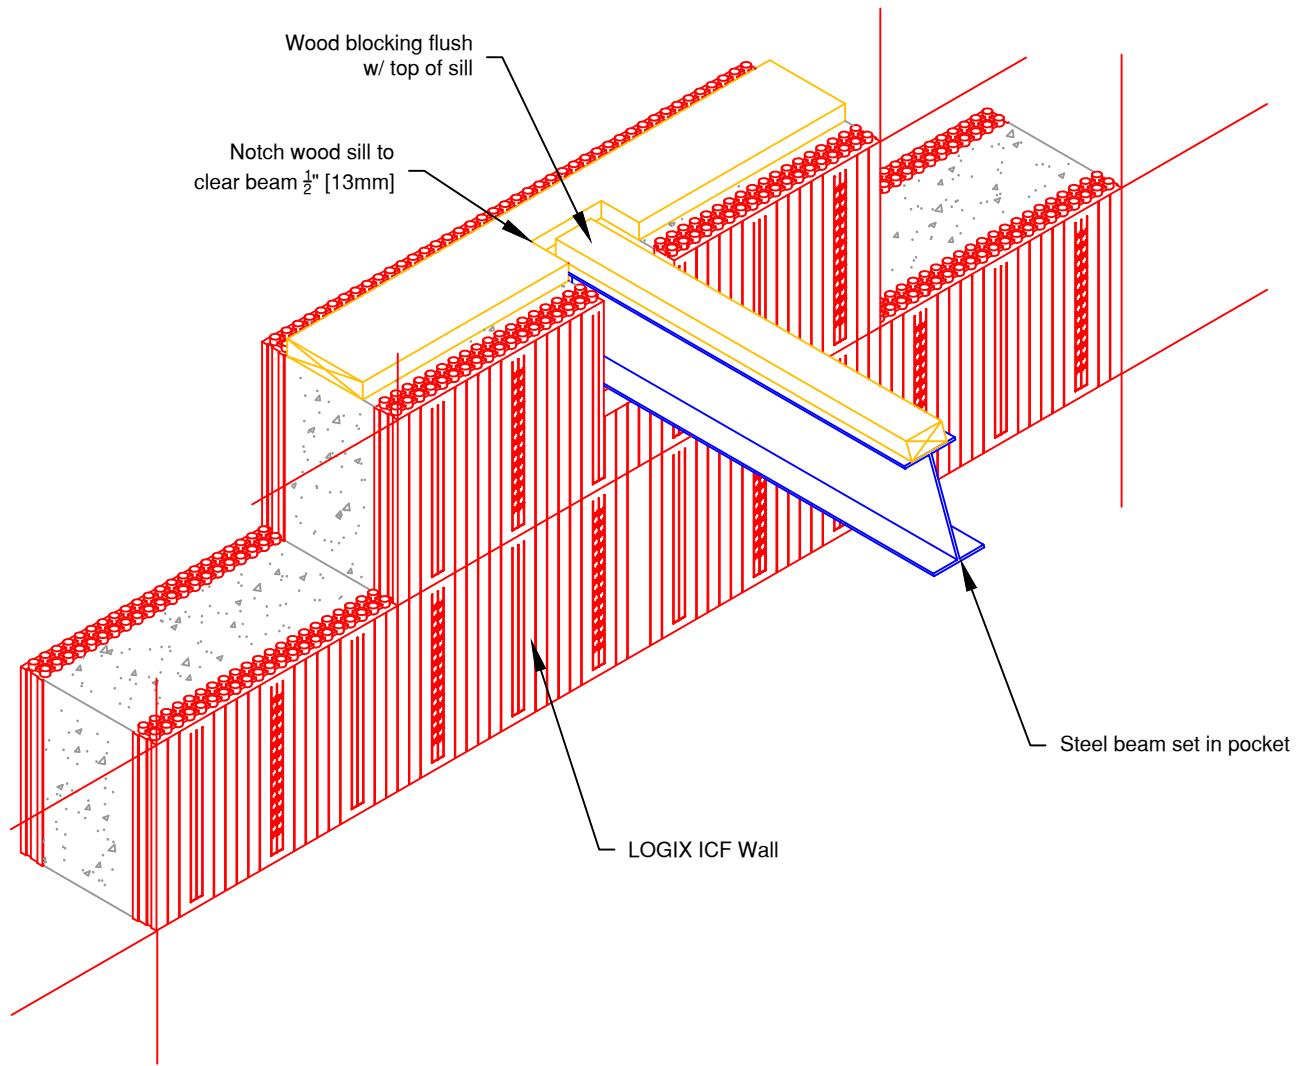 Wood blocking flush
w/ top of sill
Notch wood sill to
clear beam ½" [13mm]
Steel beam set in pocket
LOGIX ICF Wall